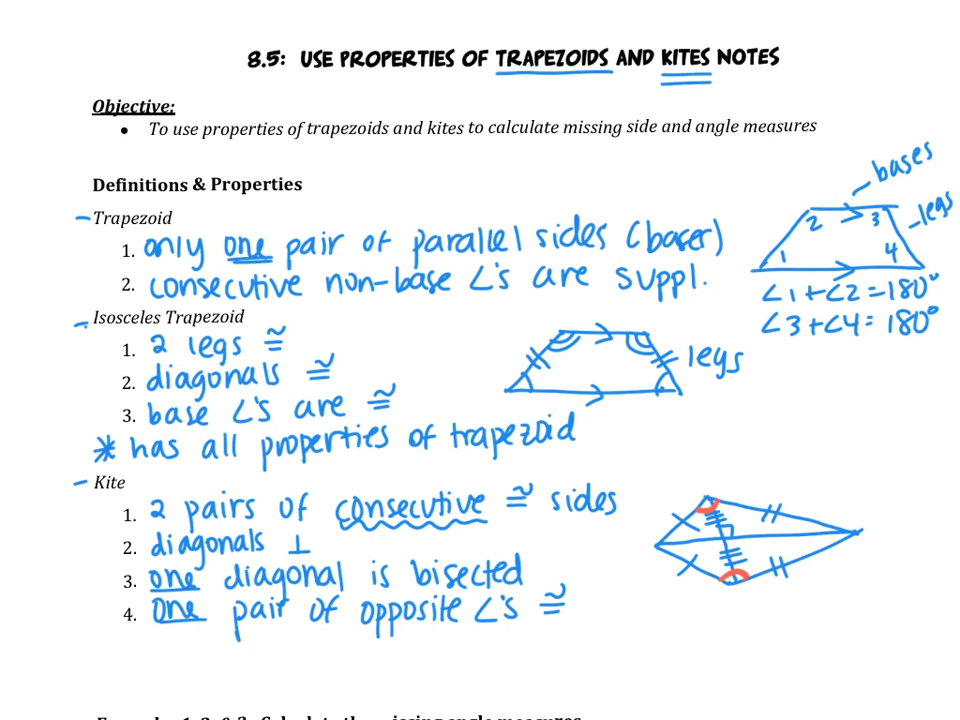 8.5: USE PROPERTIES OF TRAPEZOIDS AND KITES NOTES
Objective:
• To use properties of trapezoids and kites to calculate missing side and angle measures
Definitions & Properties
bases
– Trapezoid
1. only one pair of parallel sides (bases)
2 3 legs
1 4
2. consecutive non-base ∠'s are suppl.
∠1+∠2=180°
∠3+∠4=180°
– Isosceles Trapezoid
1. 2 legs ≅
2. diagonals ≅
legs
3. base ∠'s are ≅
* has all properties of trapezoid
– Kite
1. 2 pairs of consecutive ≅ sides
2. diagonals ⊥
3. one diagonal is bisected
4. one pair of opposite ∠'s ≅